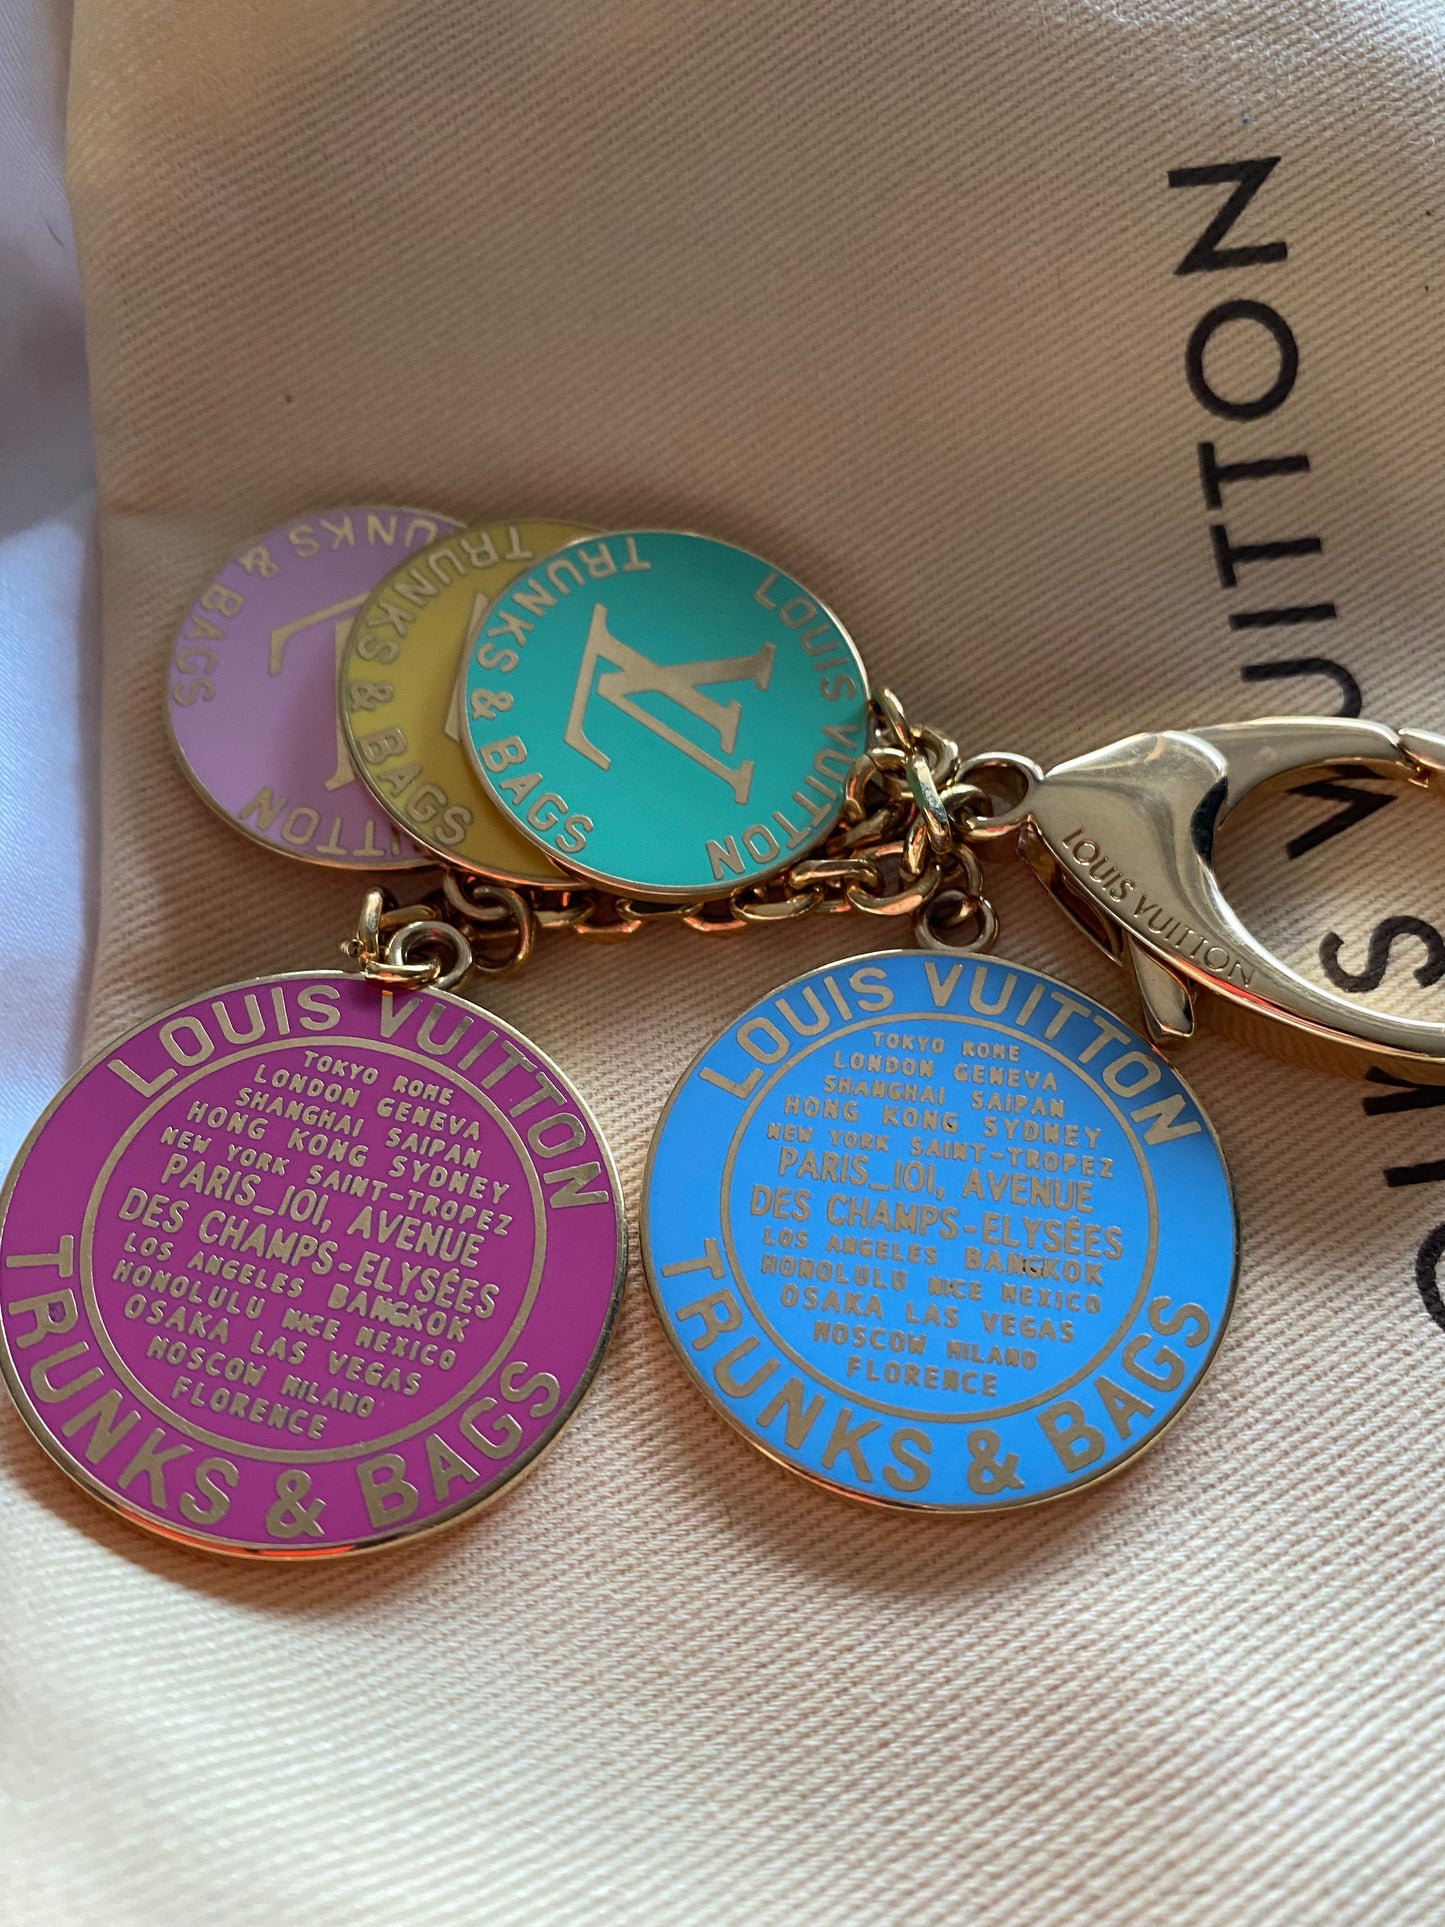 LOUIS VUITTON
TRUNKS & BAGS
VUITTON
TRUNKS & BAGS
TRUNKS & BAGS
LOUIS VUITTON
LV
TRUNKS & BAGS
LOUIS VUITTON
LOUIS VUITTON
TOKYO ROME
LONDON GENEVA
SHANGHAI SAIPAN
HONG KONG SYDNEY
NEW YORK SAINT-TROPEZ
PARIS_101, AVENUE
DES CHAMPS-ELYSÉES
LOS ANGELES BANGKOK
HONOLULU NICE MEXICO
OSAKA LAS VEGAS
MOSCOW MILANO
FLORENCE
TRUNKS & BAGS
LOUIS VUITTON
TOKYO ROME
LONDON GENEVA
SHANGHAI SAIPAN
HONG KONG SYDNEY
NEW YORK SAINT-TROPEZ
PARIS_101, AVENUE
DES CHAMPS-ELYSÉES
LOS ANGELES BANGKOK
HONOLULU NICE MEXICO
OSAKA LAS VEGAS
MOSCOW MILANO
FLORENCE
TRUNKS & BAGS